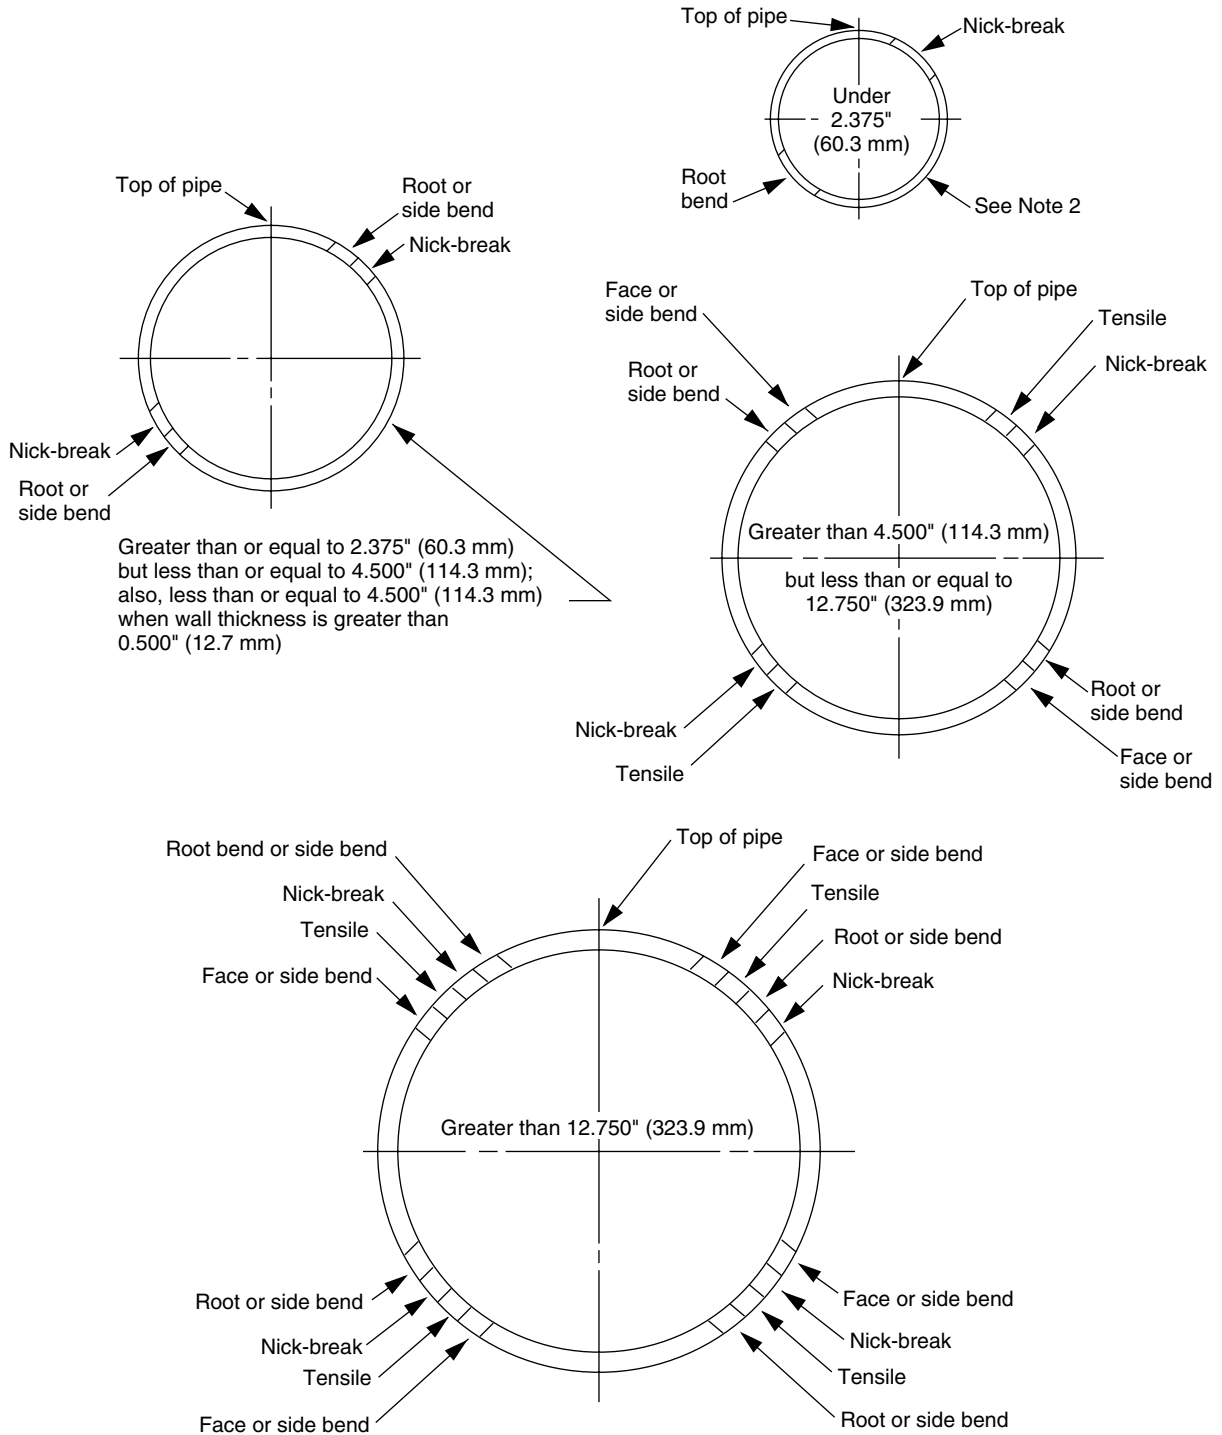 Top of pipe
Nick-break
Under
2.375"
(60.3 mm)
Root
bend
See Note 2
Top of pipe
Root or
side bend
Nick-break
Nick-break
Root or
side bend
Greater than or equal to 2.375" (60.3 mm)
but less than or equal to 4.500" (114.3 mm);
also, less than or equal to 4.500" (114.3 mm)
when wall thickness is greater than
0.500" (12.7 mm)
Face or
side bend
Top of pipe
Tensile
Root or
side bend
Nick-break
Greater than 4.500" (114.3 mm)
but less than or equal to
12.750" (323.9 mm)
Nick-break
Tensile
Root or
side bend
Face or
side bend
Top of pipe
Root bend or side bend
Nick-break
Tensile
Face or side bend
Face or side bend
Tensile
Root or side bend
Nick-break
Greater than 12.750" (323.9 mm)
Root or side bend
Nick-break
Tensile
Face or side bend
Face or side bend
Nick-break
Tensile
Root or side bend